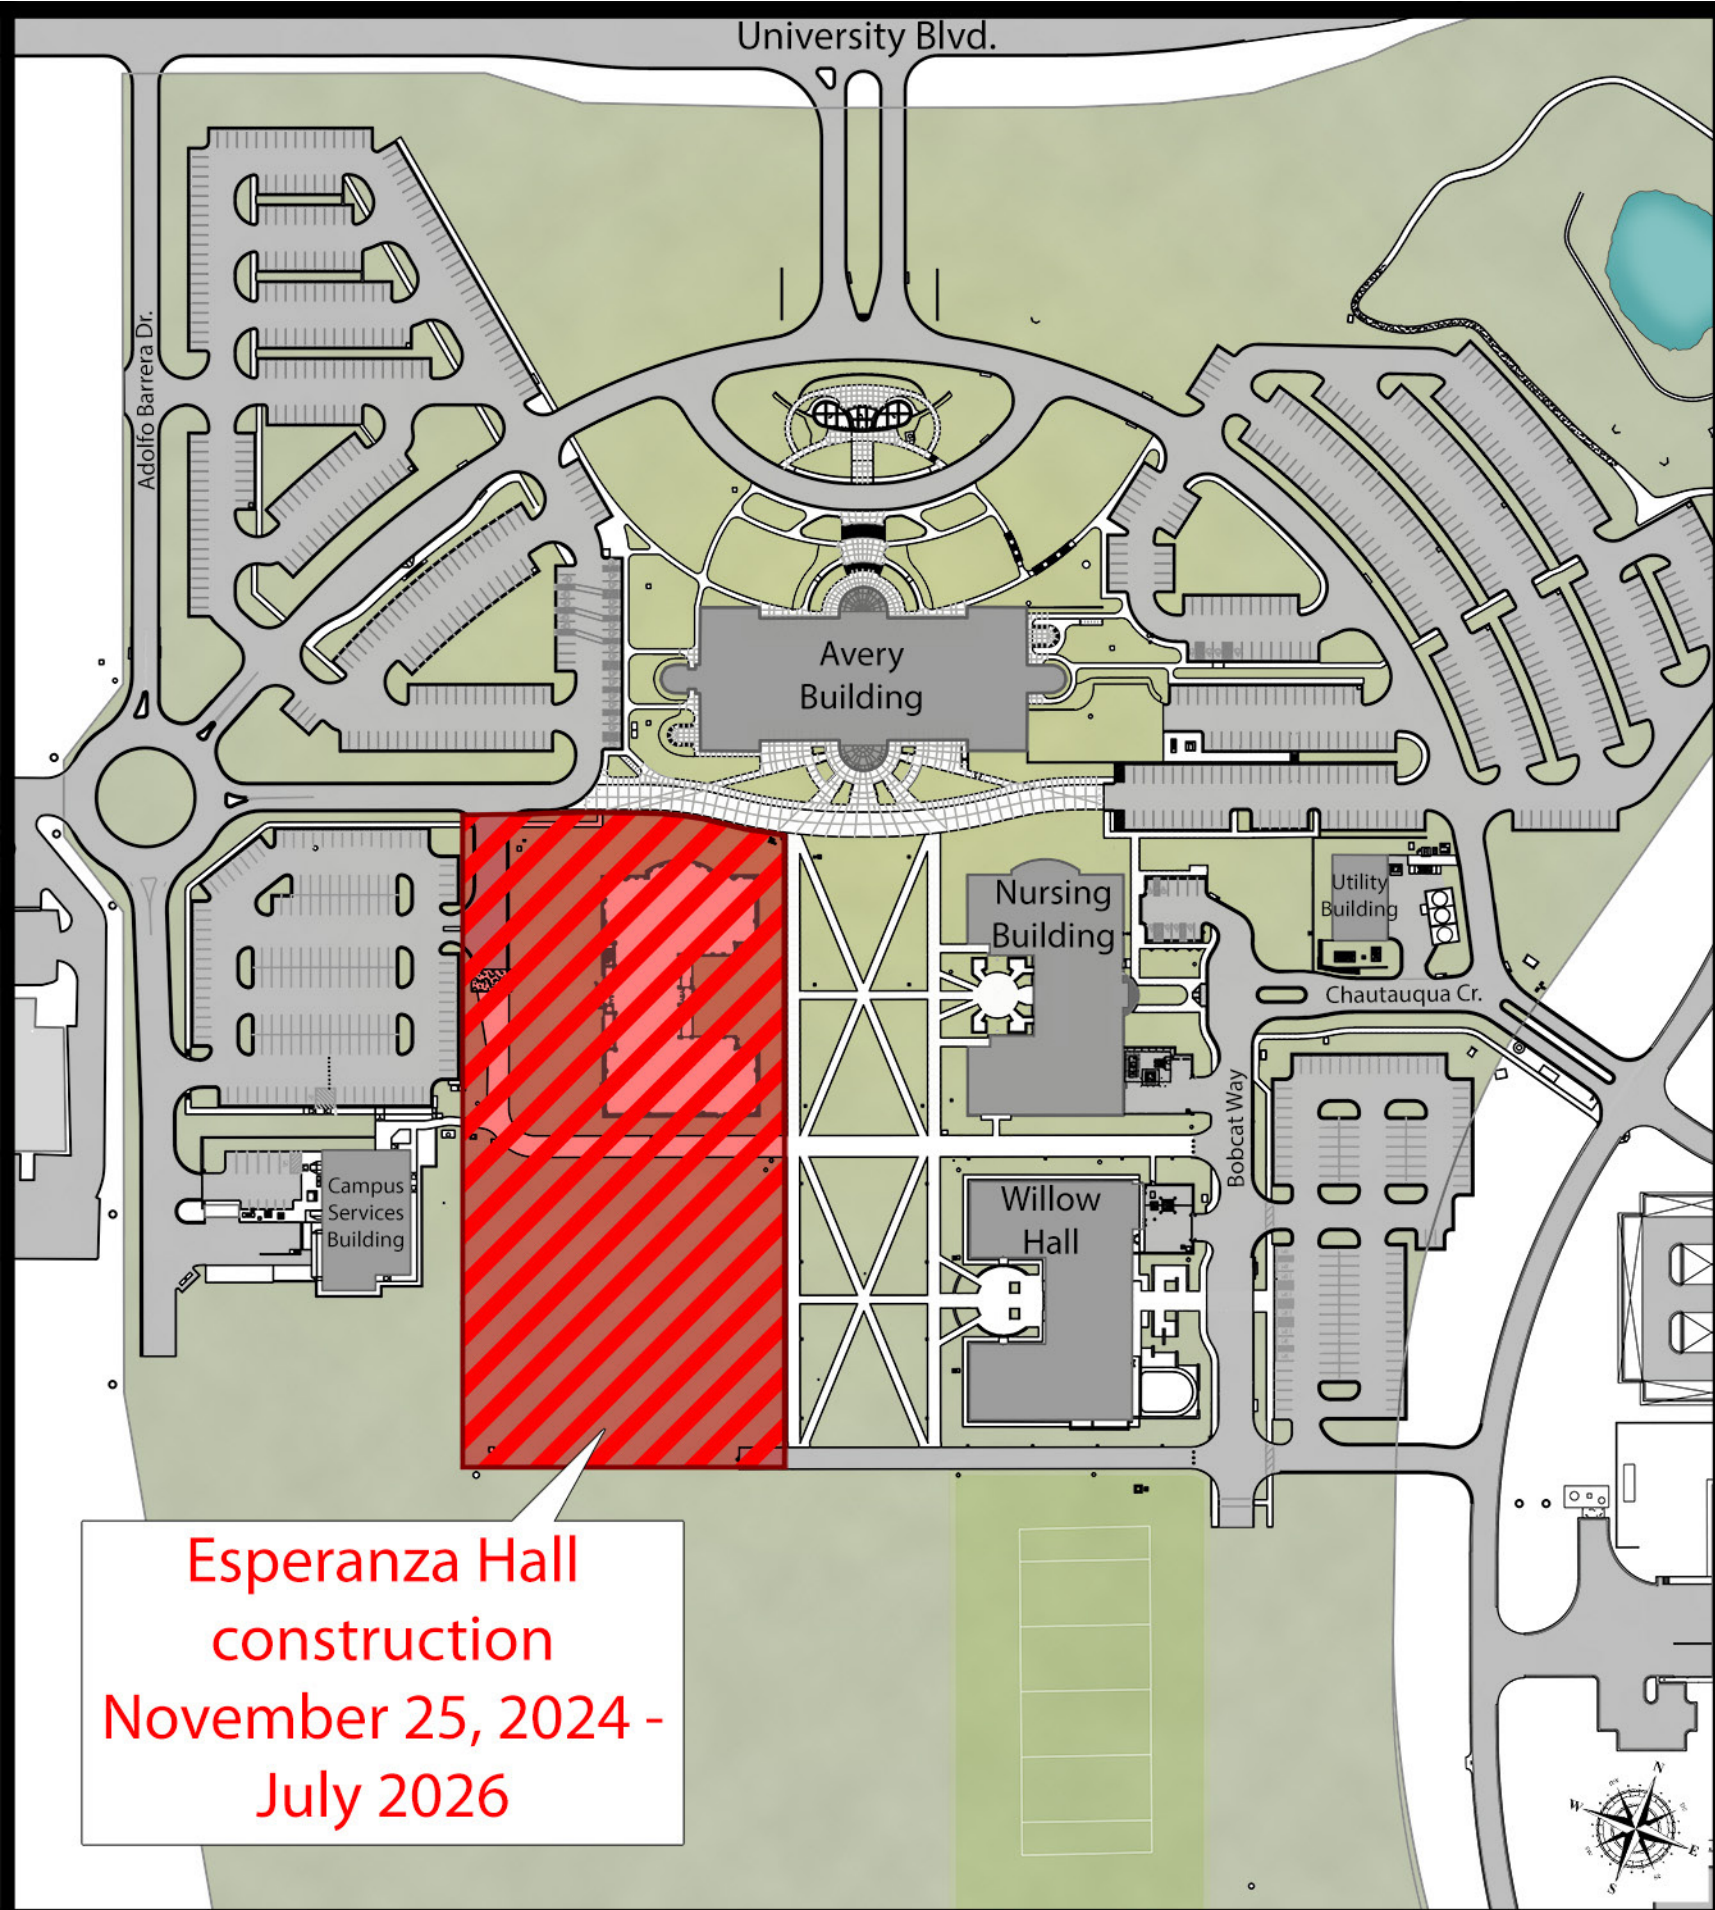 University Blvd.
Adolfo Barrera Dr.
Avery
Building
Nursing
Building
Utility
Building
Chautauqua Cr.
Bobcat Way
Willow
Hall
Campus
Services
Building
Esperanza Hall
construction
November 25, 2024 -
July 2026
N
W
E
S